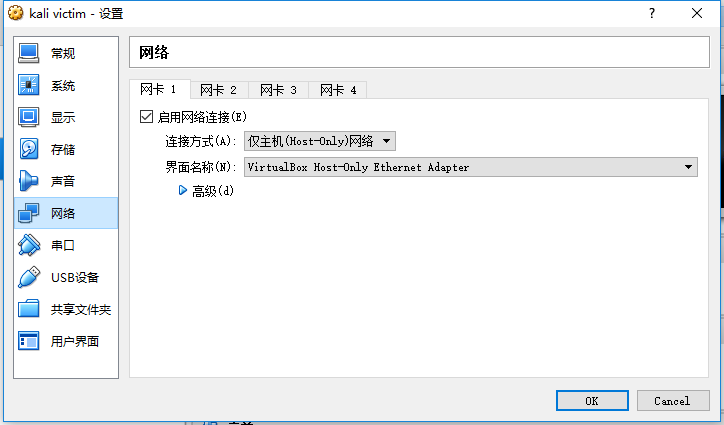 kali victim - 设置
?
常规
系统
显示
存储
声音
网络
串口
USB设备
共享文件夹
用户界面
网络
网卡 1 网卡 2 网卡 3 网卡 4
启用网络连接(E)
连接方式(A): 仅主机(Host-Only)网络
界面名称(N): VirtualBox Host-Only Ethernet Adapter
高级(d)
OK Cancel